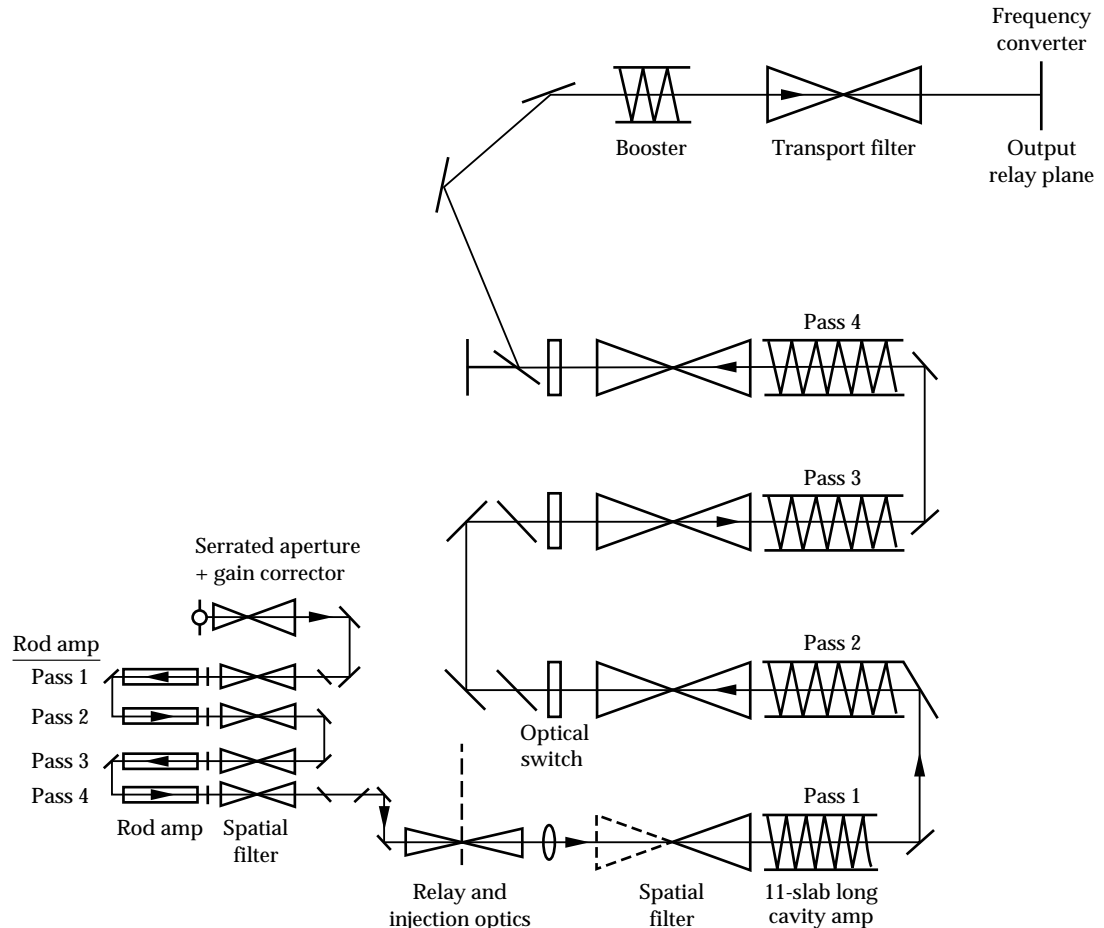 Frequency
converter
Booster
Transport filter
Output
relay plane
Pass 4
Pass 3
Serrated aperture
+ gain corrector
Rod amp
Pass 1
Pass 2
Pass 3
Pass 4
Rod amp
Spatial
filter
Pass 2
Optical
switch
Pass 1
Relay and
injection optics
Spatial
filter
11-slab long
cavity amp